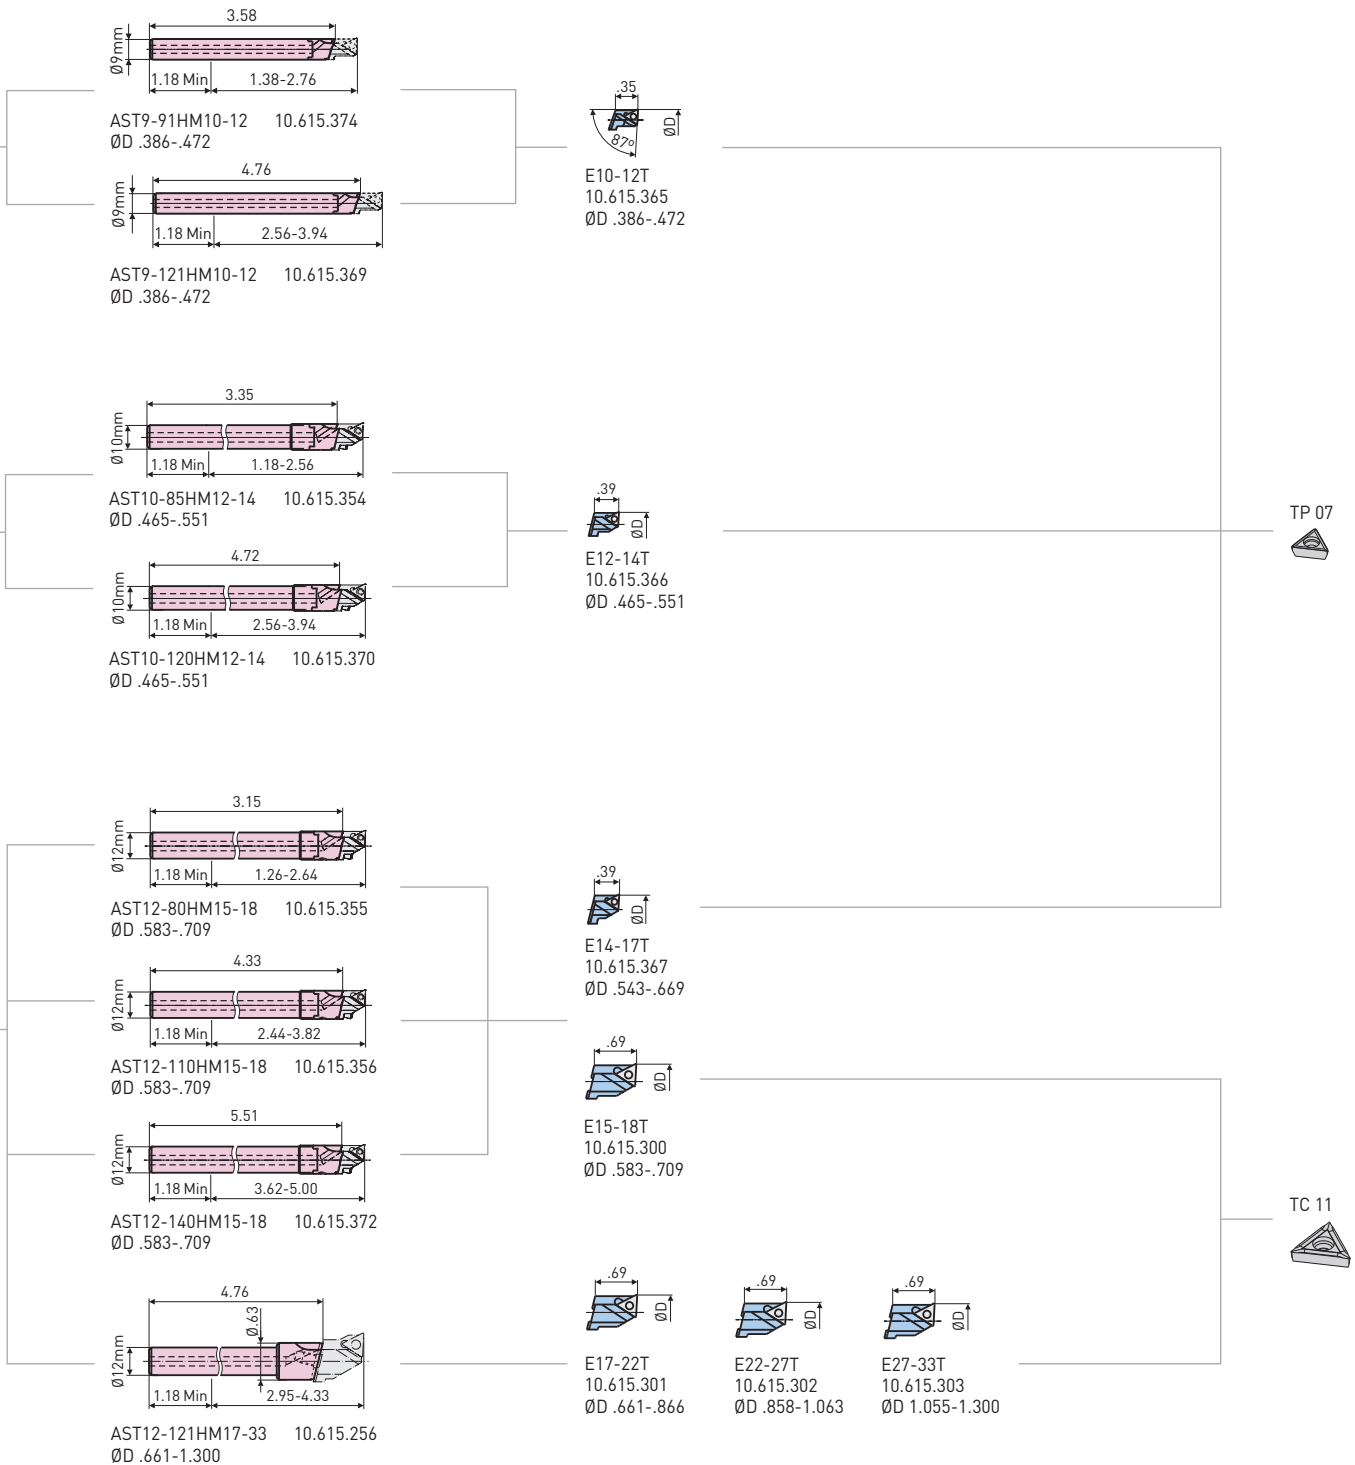 3.58
Ø9mm
1.18 Min 1.38-2.76
AST9-91HM10-12 10.615.374
ØD .386-.472
4.76
Ø9mm
1.18 Min 2.56-3.94
AST9-121HM10-12 10.615.369
ØD .386-.472
.35
ØD
87º
E10-12T
10.615.365
ØD .386-.472
3.35
Ø10mm
1.18 Min 1.18-2.56
AST10-85HM12-14 10.615.354
ØD .465-.551
4.72
Ø10mm
1.18 Min 2.56-3.94
AST10-120HM12-14 10.615.370
ØD .465-.551
.39
ØD
E12-14T
10.615.366
ØD .465-.551
TP 07
3.15
Ø12mm
1.18 Min 1.26-2.64
AST12-80HM15-18 10.615.355
ØD .583-.709
4.33
Ø12mm
1.18 Min 2.44-3.82
AST12-110HM15-18 10.615.356
ØD .583-.709
5.51
Ø12mm
1.18 Min 3.62-5.00
AST12-140HM15-18 10.615.372
ØD .583-.709
.39
ØD
E14-17T
10.615.367
ØD .543-.669
.69
ØD
E15-18T
10.615.300
ØD .583-.709
TC 11
4.76
Ø.63
Ø12mm
1.18 Min 2.95-4.33
AST12-121HM17-33 10.615.256
ØD .661-1.300
.69
ØD
E17-22T
10.615.301
ØD .661-.866
.69
ØD
E22-27T
10.615.302
ØD .858-1.063
.69
ØD
E27-33T
10.615.303
ØD 1.055-1.300